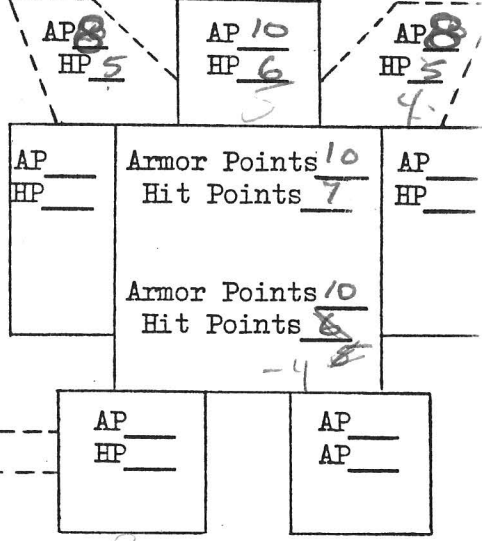 AP 8 AP 10 AP 8
HP 5 HP 6 HP 5
5 4
AP Armor Points 10 AP
HP Hit Points 7 HP
Armor Points 10
Hit Points 6
-4
AP AP
HP AP